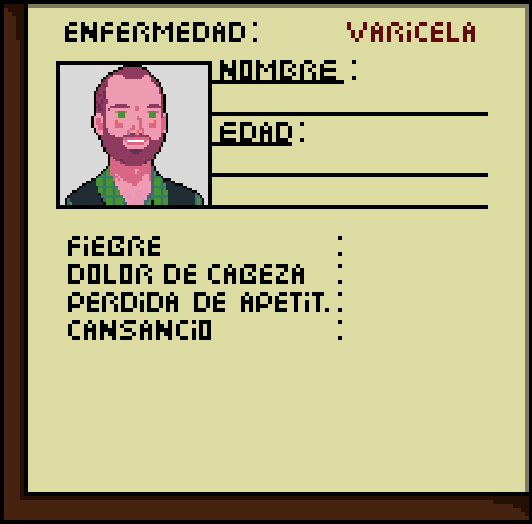 ENFERMEDAD: VARiCELA
NOMBRE:
EDAD:
FiEBRE :
DOLOR DE CABEZA :
PERDiDA DE APETiT. :
CANSANCiO :